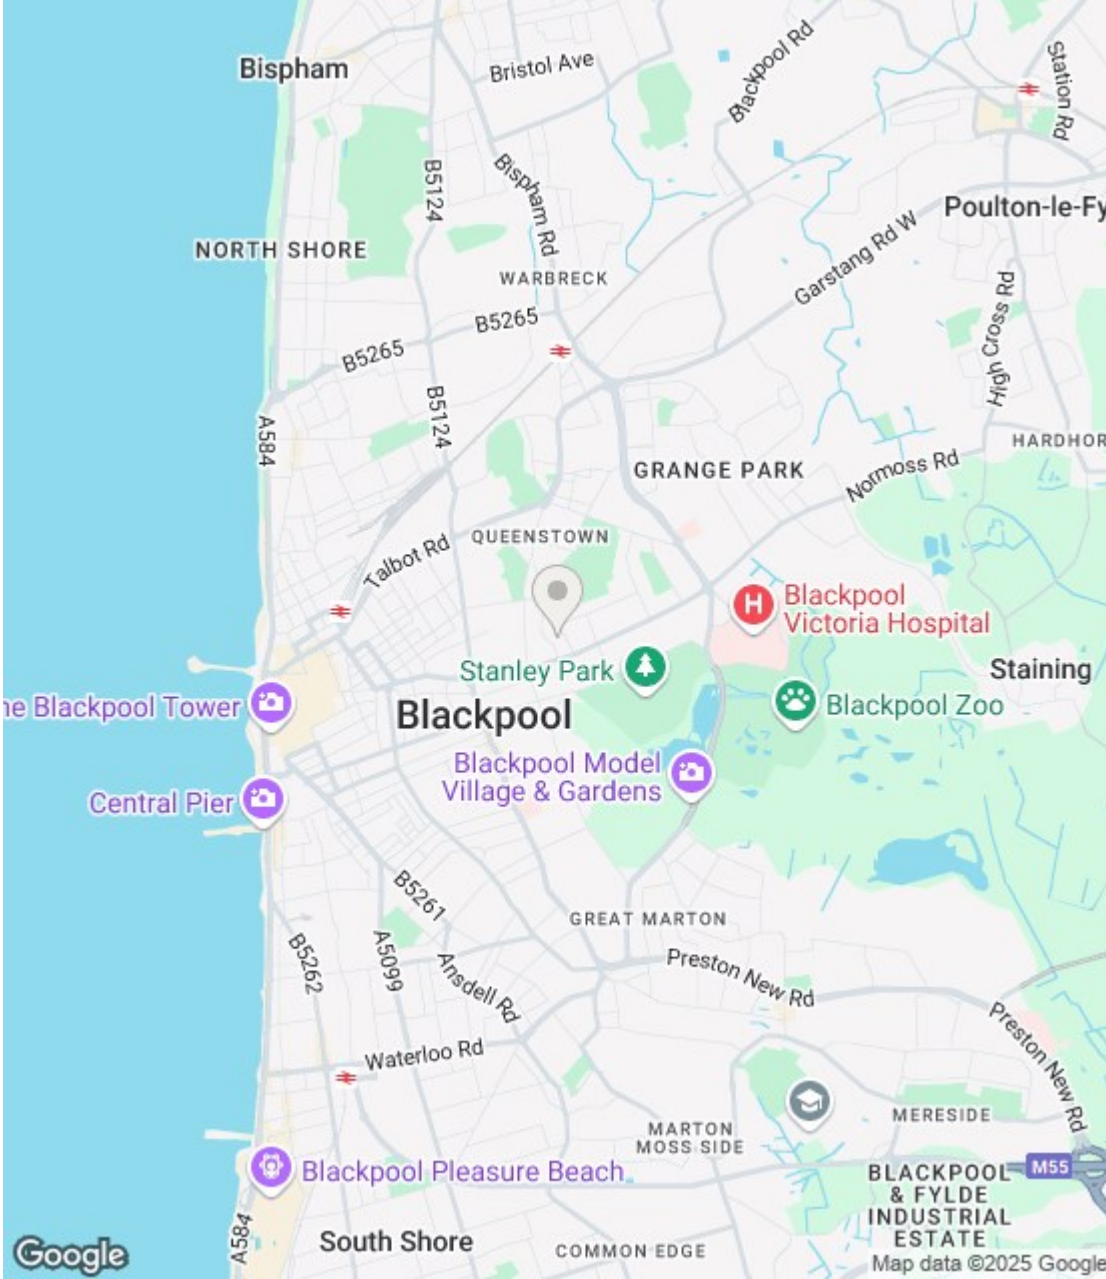 Bispham
Bristol Ave
Blackpool Rd
Station Rd
B5124
Bispham Rd
Poulton-le-Fy
NORTH SHORE
Garstang Rd W
WARBRECK
High Cross Rd
B5265
B5265
B5124
A584
HARDHOR
GRANGE PARK
Normoss Rd
QUEENSTOWN
Talbot Rd
H
Blackpool
Victoria Hospital
Stanley Park
Staining
he Blackpool Tower
Blackpool
Blackpool Zoo
Blackpool Model
Village & Gardens
Central Pier
B5261
GREAT MARTON
B5262
A5099
Ansdell Rd
Preston New Rd
Preston New Rd
Waterloo Rd
MERESIDE
MARTON
MOSS SIDE
M55
Blackpool Pleasure Beach
BLACKPOOL
& FYLDE
INDUSTRIAL
ESTATE
A584
South Shore
COMMON EDGE
Google
Map data ©2025 Google